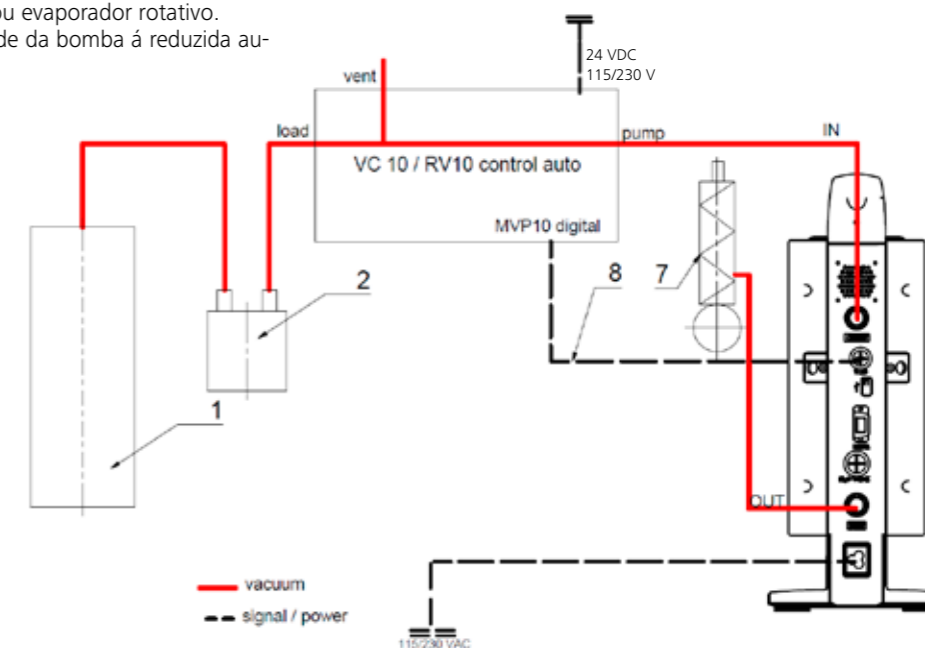 ou evaporador rotativo.
de da bomba á reduzida au-
24 VDC
115/230 V
vent
load
pump
IN
VC 10 / RV10 control auto
MVP10 digital
2
8
7
1
OUT
vacuum
signal / power
115/230 VAC